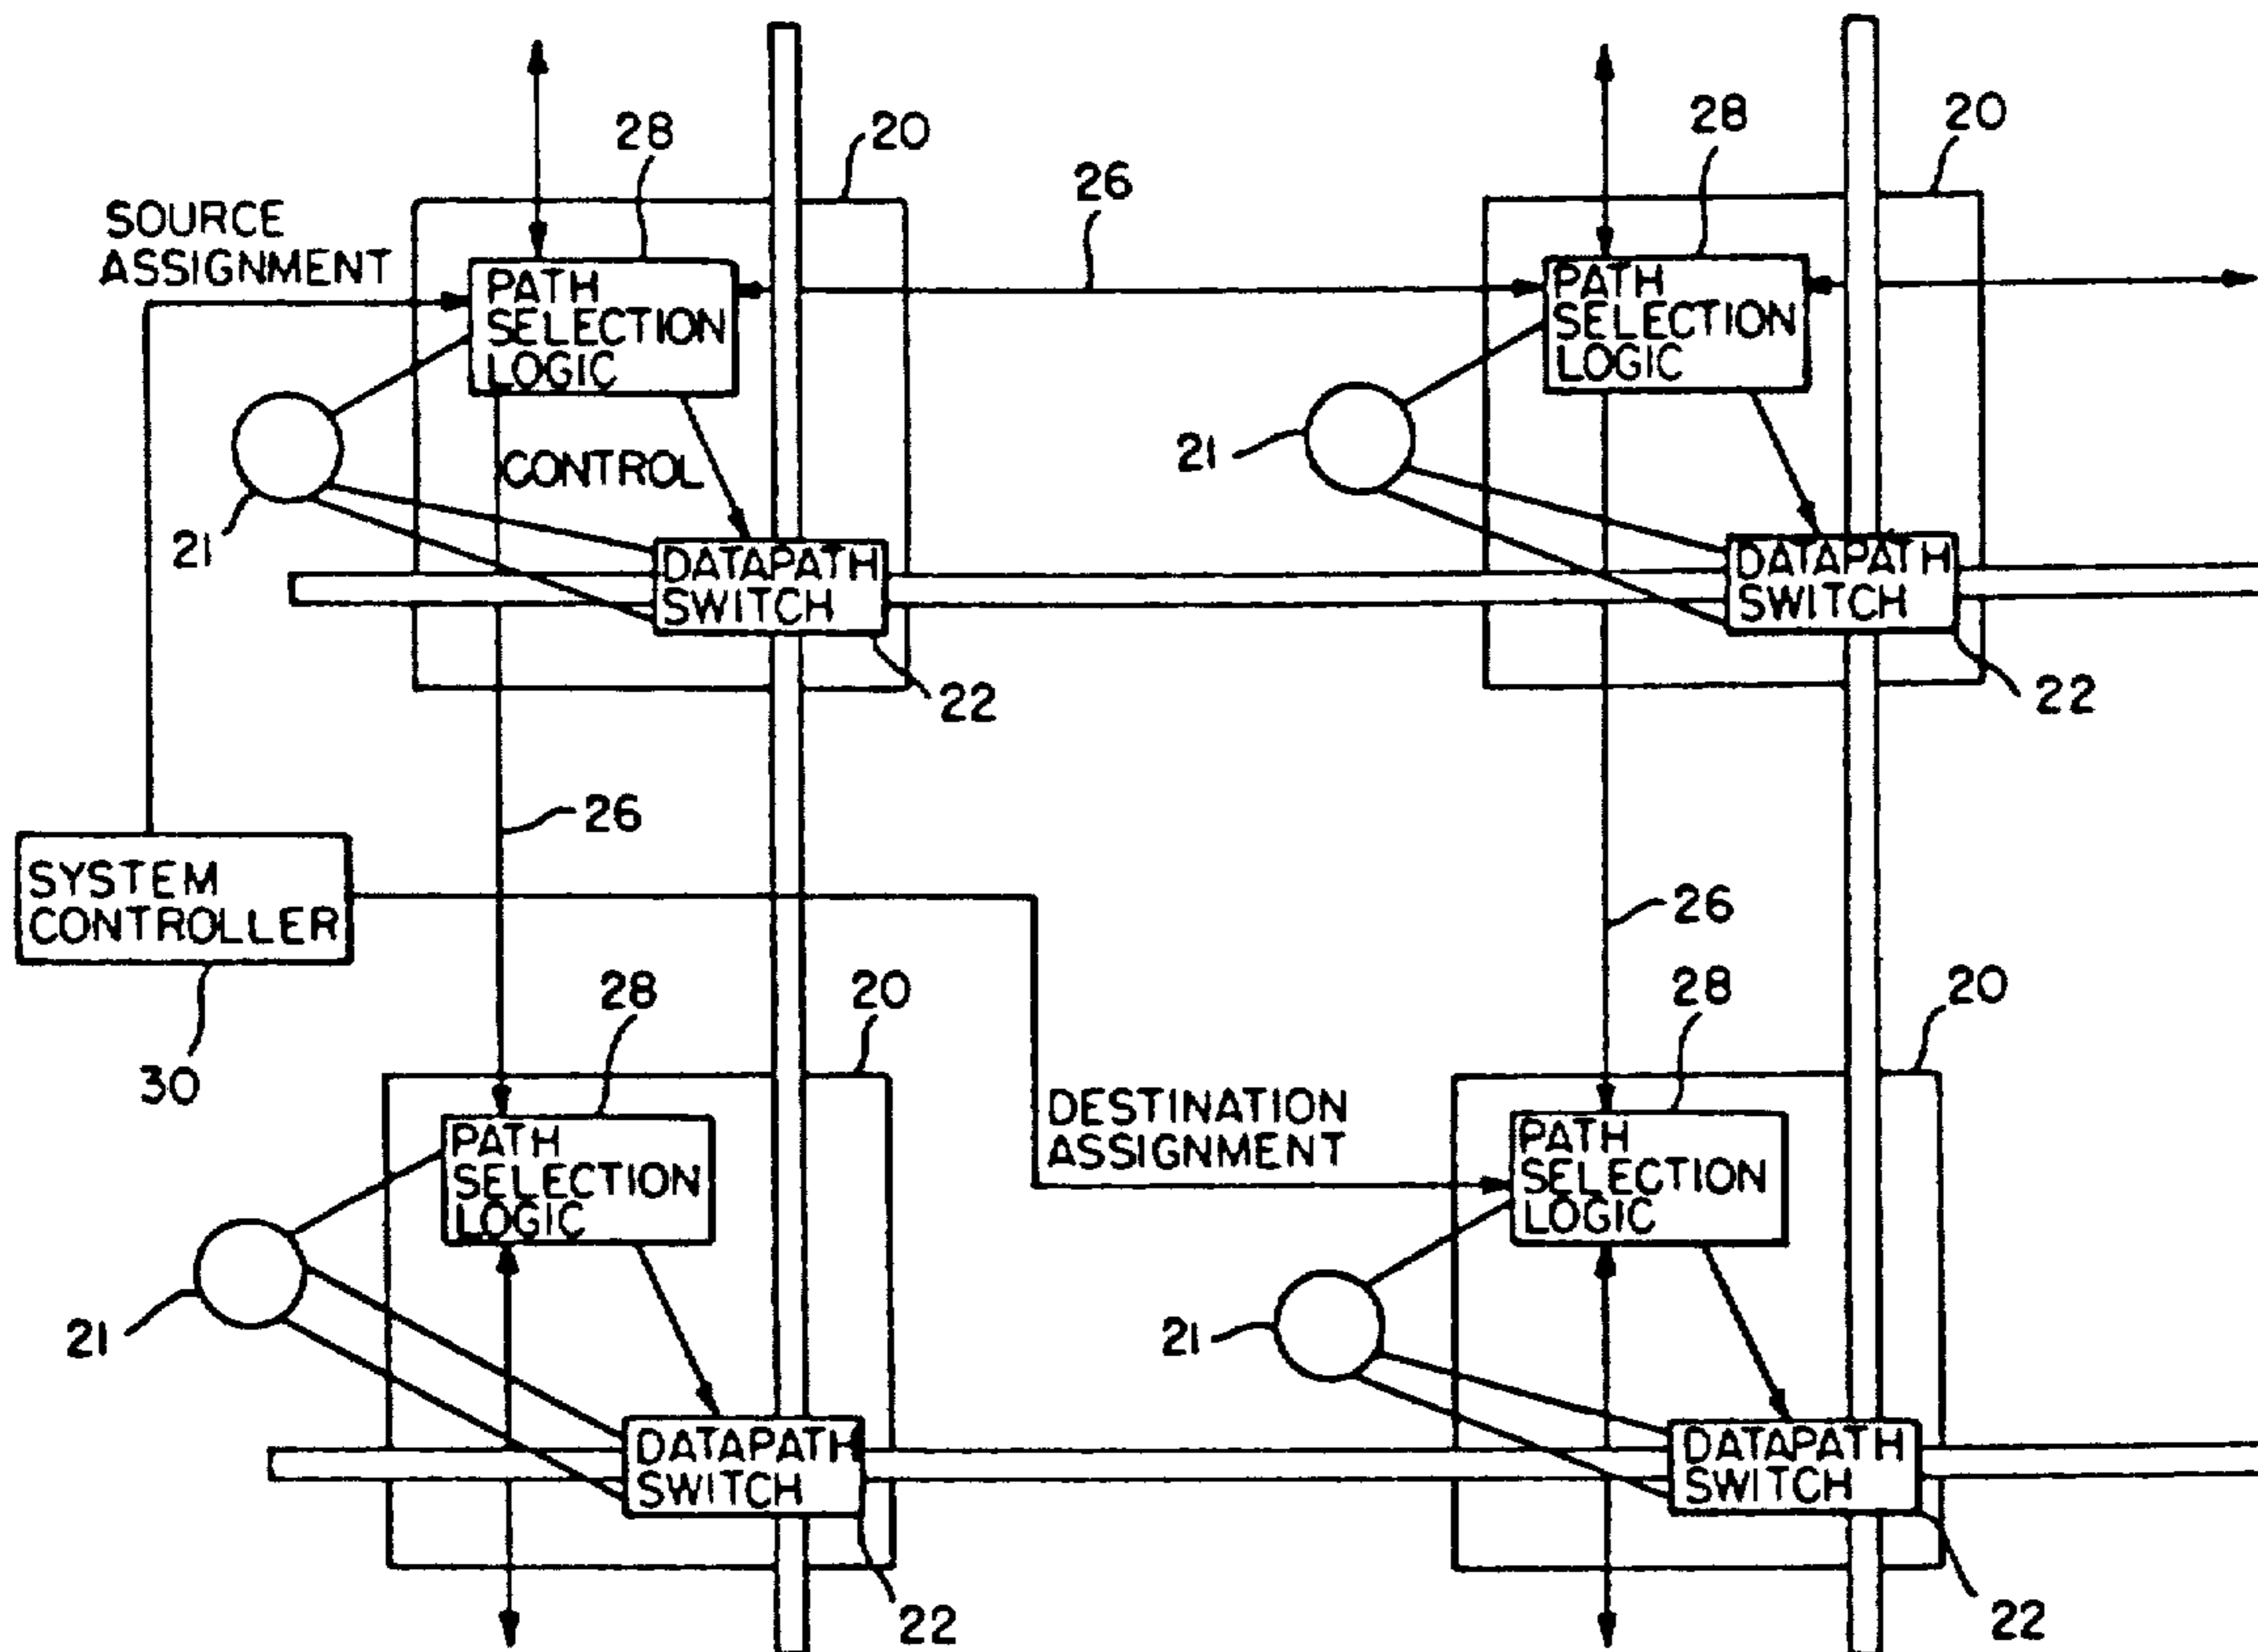 28
20
28
20
26
SOURCE
ASSIGNMENT
PATH
SELECTION
LOGIC
PATH
SELECTION
LOGIC
21
CONTROL
21
DATAPATH
SWITCH
DATAPATH
SWITCH
22
22
26
SYSTEM
CONTROLLER
26
30
28
20
28
20
PATH
SELECTION
LOGIC
DESTINATION
ASSIGNMENT
PATH
SELECTION
LOGIC
21
21
DATAPATH
SWITCH
DATAPATH
SWITCH
22
22